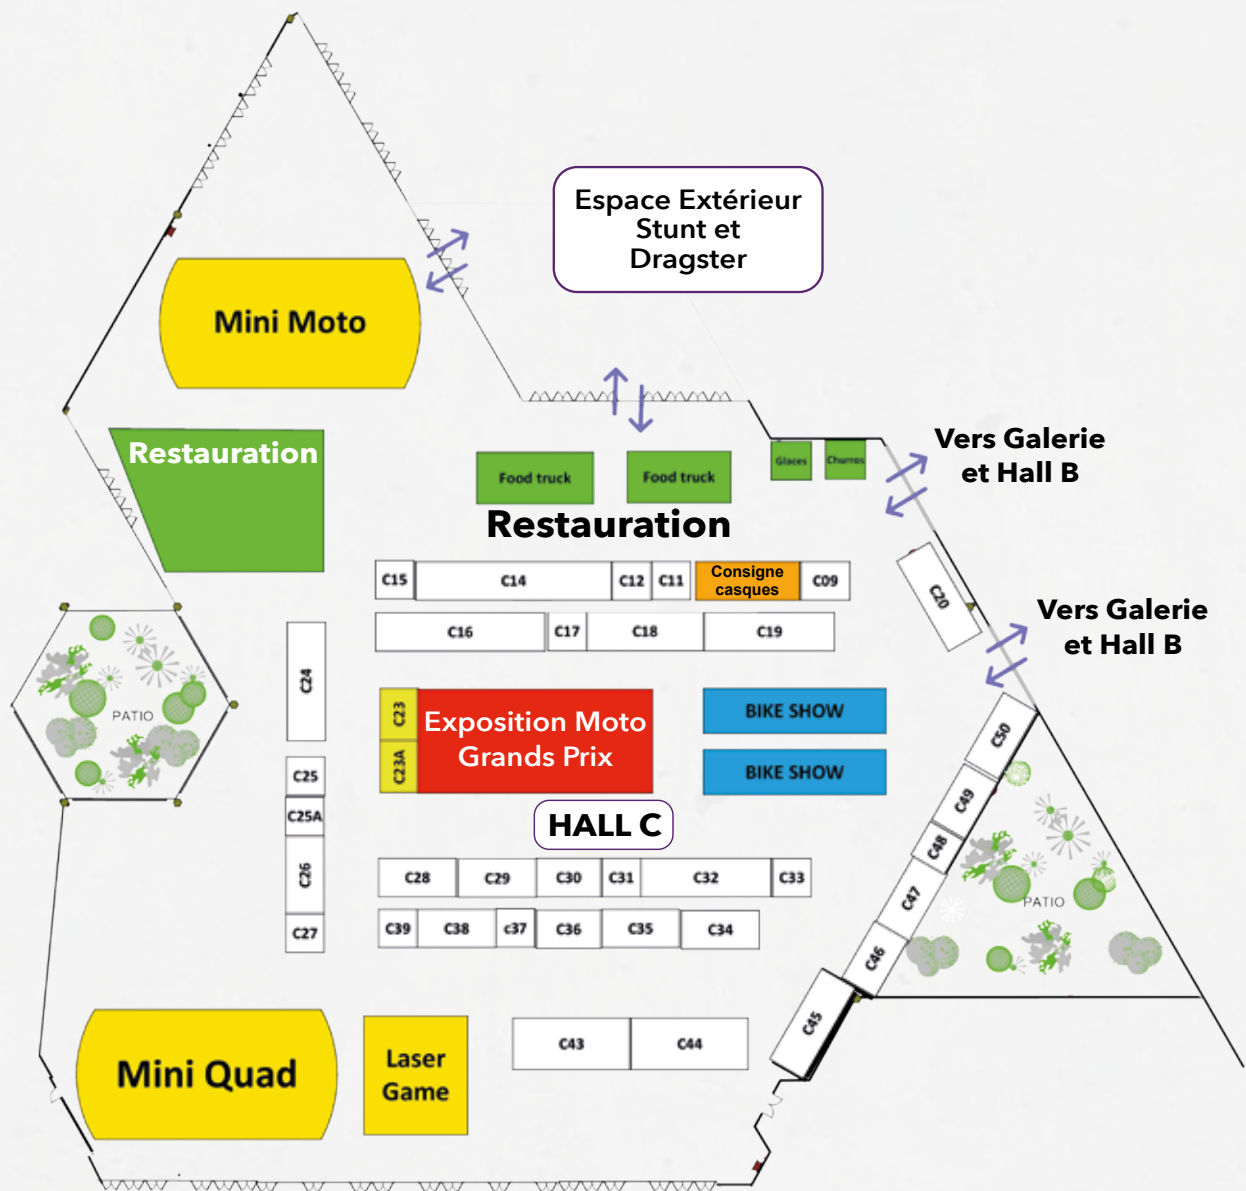 Espace Extérieur
Stunt et
Dragster
Mini Moto
Restauration
Vers Galerie
et Hall B
Glaces
Churros
Food truck
Food truck
Restauration
C15
C14
C12
C11
Consigne
casques
C09
C20
C16
C17
C18
C19
Vers Galerie
et Hall B
C24
PATIO
C23
C23A
Exposition Moto
Grands Prix
BIKE SHOW
BIKE SHOW
C50
C25
C25A
C26
C27
HALL C
C49
C48
C47
C46
C45
PATIO
C28
C29
C30
C31
C32
C33
C39
C38
c37
C36
C35
C34
Mini Quad
Laser
Game
C43
C44